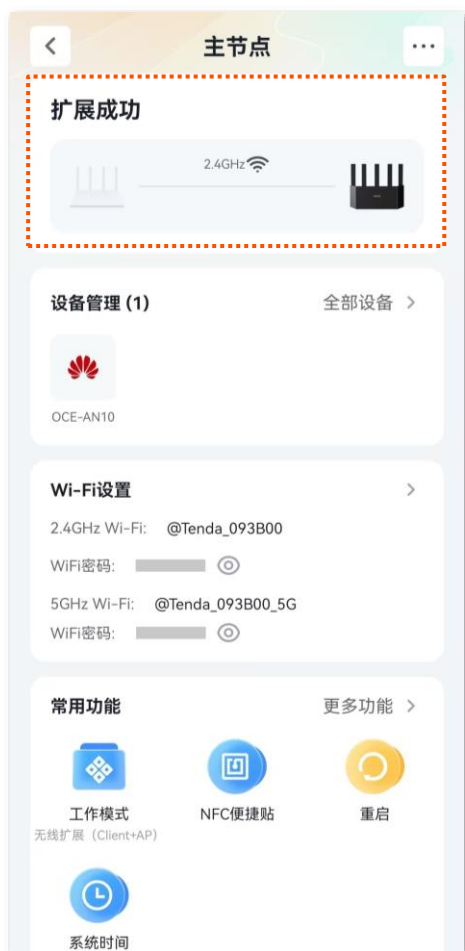 主节点
扩展成功
2.4GHz
设备管理 (1)
全部设备
OCE-AN10
Wi-Fi设置
2.4GHz Wi-Fi: @Tenda_093B00
WiFi密码:
5GHz Wi-Fi: @Tenda_093B00_5G
WiFi密码:
常用功能
更多功能
工作模式
NFC便捷贴
重启
无线扩展（Client+AP）
系统时间